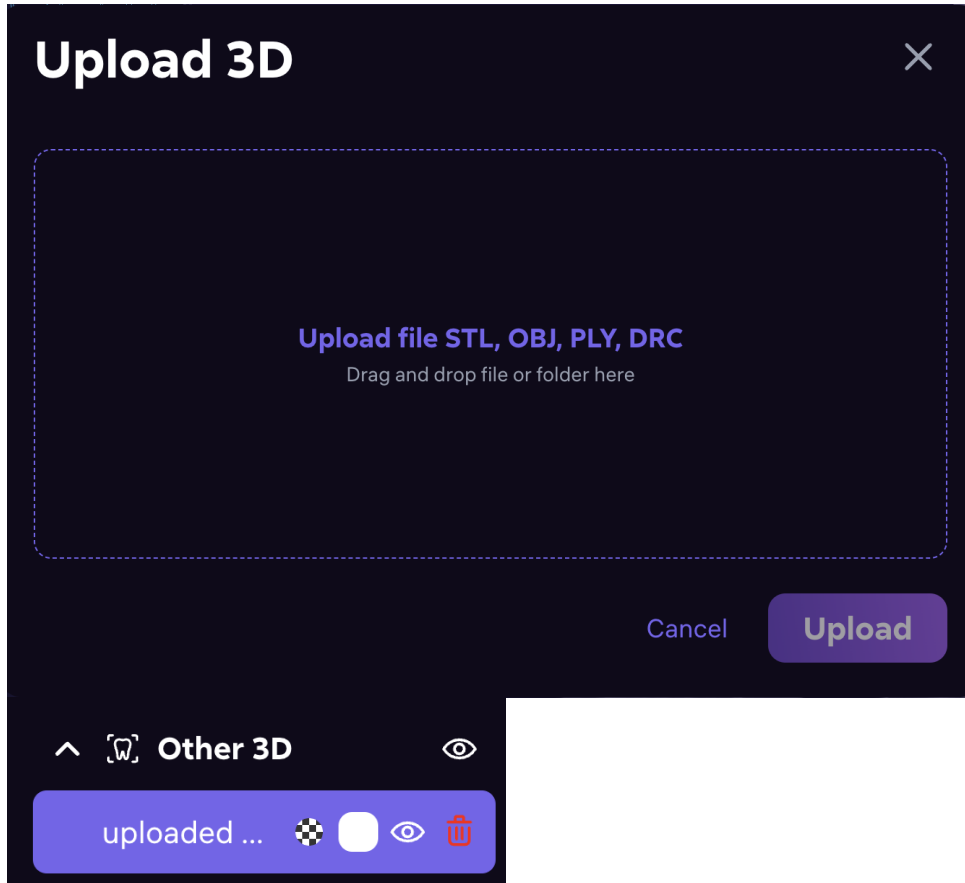 Upload 3D
Upload file STL, OBJ, PLY, DRC
Drag and drop file or folder here
Cancel
Upload
Other 3D
uploaded ...